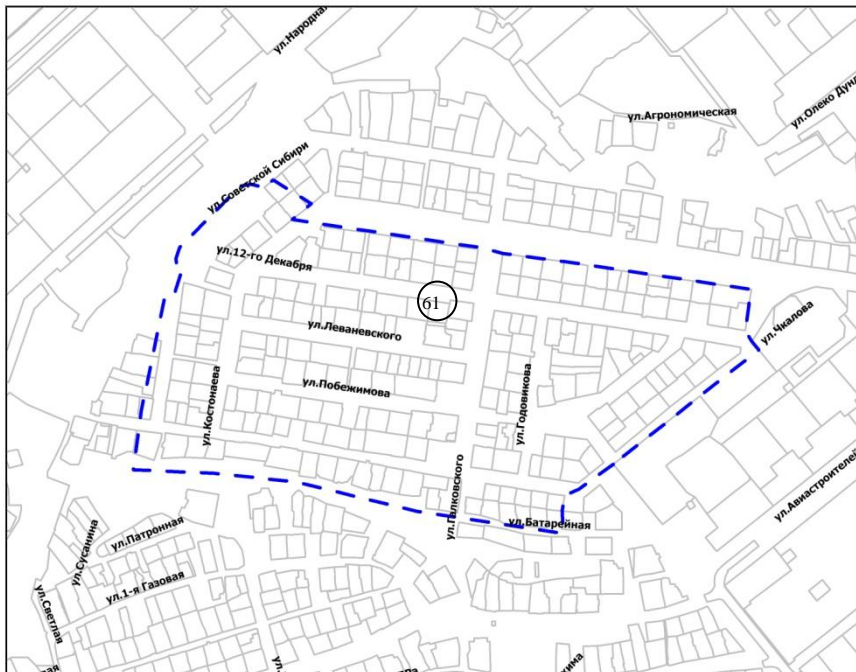 ул.Народная
ул.Агрономическая
ул.Олеко Дунд
ул.Советской Сибири
ул.12-го Декабря
61
ул.Чкалова
ул.Леваневского
ул.Побежимова
ул.Костонаева
ул.Годовикова
ул.Галковского
ул.Батарейная
ул.Авиастроителей
ул.Сусанина
ул.Патронная
ул.1-я Газовая
ул.Светлая